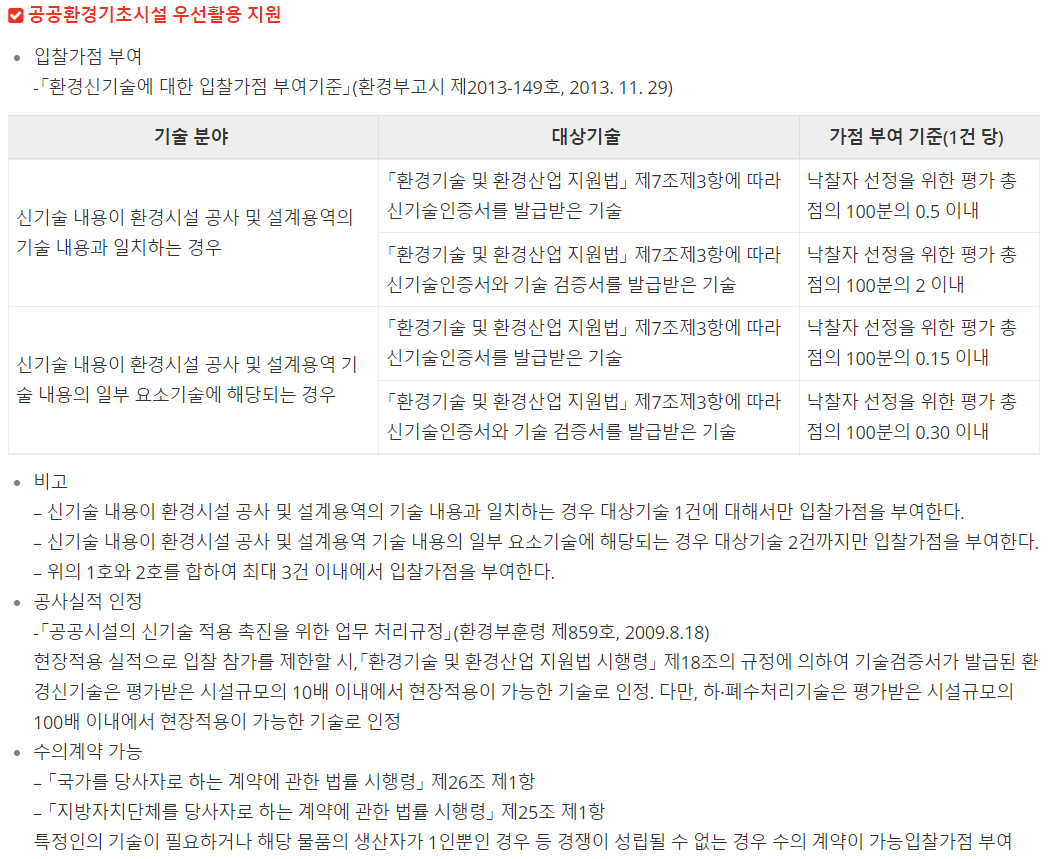 공공환경기초시설 우선활용 지원
입찰가점 부여
-「환경신기술에 대한 입찰가점 부여기준」(환경부고시 제2013-149호, 2013. 11. 29)
기술 분야
대상기술
가점 부여 기준(1건 당)
신기술 내용이 환경시설 공사 및 설계용역의
기술 내용과 일치하는 경우
「환경기술 및 환경산업 지원법」 제7조제3항에 따라
신기술인증서를 발급받은 기술
낙찰자 선정을 위한 평가 총
점의 100분의 0.5 이내
「환경기술 및 환경산업 지원법」 제7조제3항에 따라
신기술인증서와 기술 검증서를 발급받은 기술
낙찰자 선정을 위한 평가 총
점의 100분의 2 이내
신기술 내용이 환경시설 공사 및 설계용역 기
술 내용의 일부 요소기술에 해당되는 경우
「환경기술 및 환경산업 지원법」 제7조제3항에 따라
신기술인증서를 발급받은 기술
낙찰자 선정을 위한 평가 총
점의 100분의 0.15 이내
「환경기술 및 환경산업 지원법」 제7조제3항에 따라
신기술인증서와 기술 검증서를 발급받은 기술
낙찰자 선정을 위한 평가 총
점의 100분의 0.30 이내
비고
– 신기술 내용이 환경시설 공사 및 설계용역의 기술 내용과 일치하는 경우 대상기술 1건에 대해서만 입찰가점을 부여한다.
– 신기술 내용이 환경시설 공사 및 설계용역 기술 내용의 일부 요소기술에 해당되는 경우 대상기술 2건까지만 입찰가점을 부여한다.
– 위의 1호와 2호를 합하여 최대 3건 이내에서 입찰가점을 부여한다.
공사실적 인정
-「공공시설의 신기술 적용 촉진을 위한 업무 처리규정」(환경부훈령 제859호, 2009.8.18)
현장적용 실적으로 입찰 참가를 제한할 시,「환경기술 및 환경산업 지원법 시행령」 제18조의 규정에 의하여 기술검증서가 발급된 환
경신기술은 평가받은 시설규모의 10배 이내에서 현장적용이 가능한 기술로 인정. 다만, 하·폐수처리기술은 평가받은 시설규모의
100배 이내에서 현장적용이 가능한 기술로 인정
수의계약 가능
–「국가를 당사자로 하는 계약에 관한 법률 시행령」 제26조 제1항
–「지방자치단체를 당사자로 하는 계약에 관한 법률 시행령」 제25조 제1항
특정인의 기술이 필요하거나 해당 물품의 생산자가 1인뿐인 경우 등 경쟁이 성립될 수 없는 경우 수의 계약이 가능입찰가점 부여